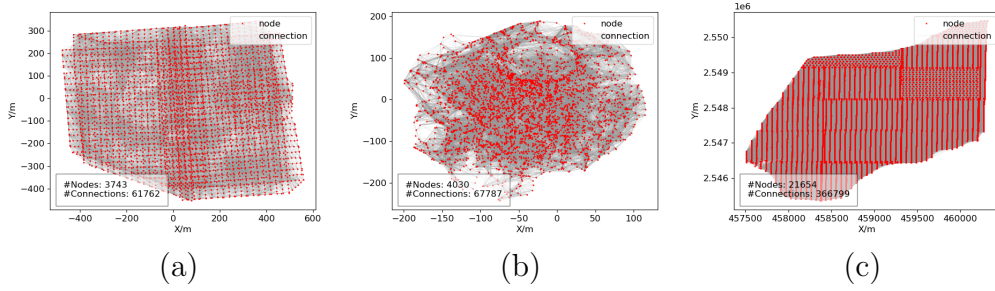 node
connection
300
200
100
0
−100
−200
−300
−400
Y/m
#Nodes: 3743
#Connections: 61762
−400
−200
0
200
400
600
X/m
(a)
node
connection
200
100
0
−100
−200
Y/m
#Nodes: 4030
#Connections: 67787
−200
−150
−100
−50
0
50
100
X/m
(b)
1e6
node
connection
2.550
2.549
2.548
2.547
2.546
Y/m
#Nodes: 21654
#Connections: 366799
457500
458000
458500
459000
459500
460000
X/m
(c)